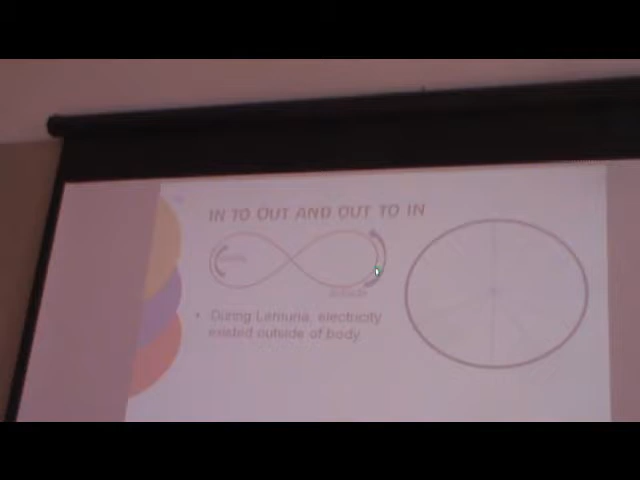 IN TO OUT AND OUT TO IN
• During Lemuria, electricity
existed outside of body